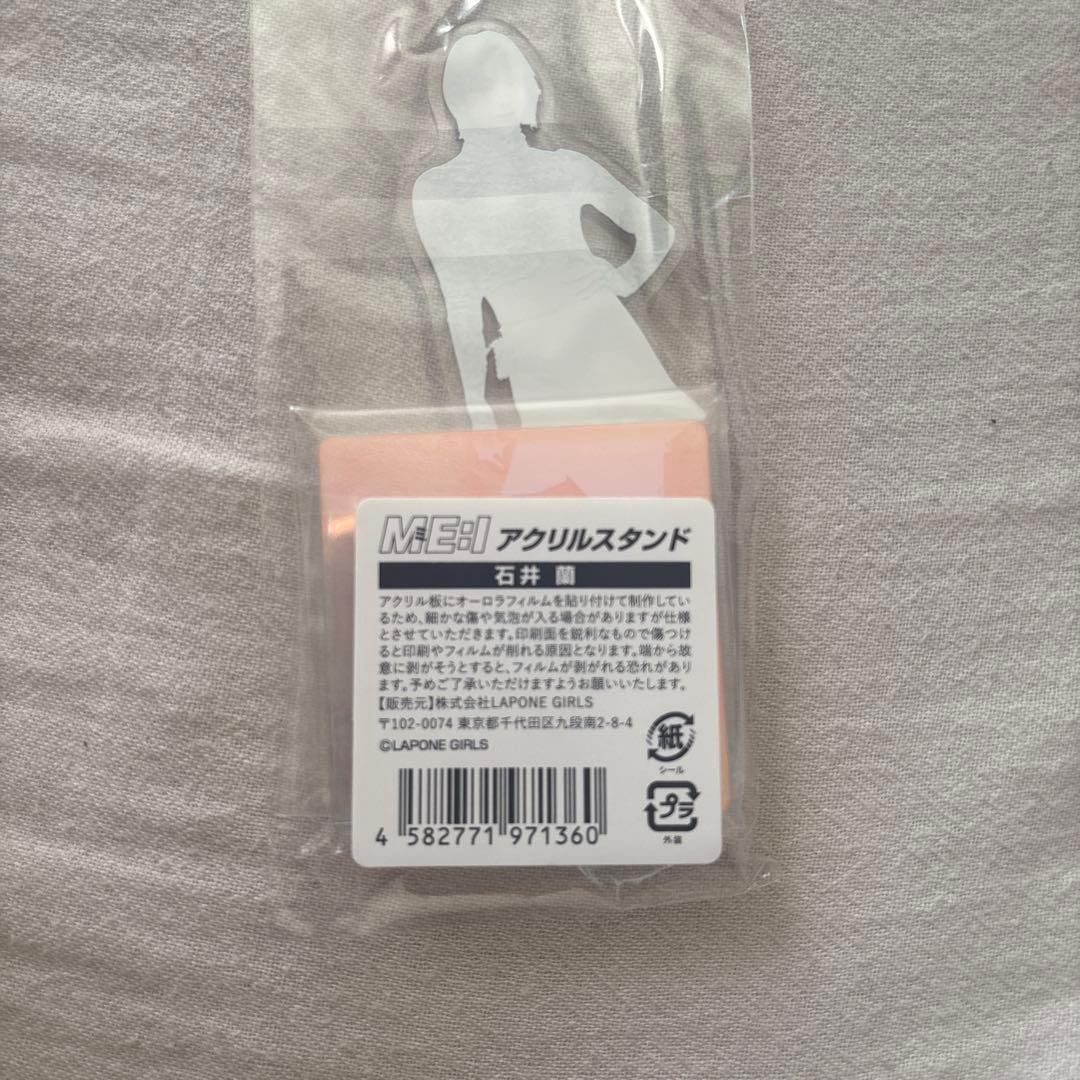 ME:I アクリルスタンド
石井 蘭
アクリル板にオーロラフィルムを貼り付けて制作してい
るため、細かな傷や気泡が入る場合がありますが仕様
とさせていただきます。印刷面を鋭利なもので傷つけ
ると印刷やフィルムが削れる原因となります。端から故
意に剥がそうとすると、フィルムが剥がれる恐れがあり
ます。予めご了承いただけますようお願いいたします。
【販売元】株式会社LAPONE GIRLS
〒102-0074 東京都千代田区九段南2-8-4
©LAPONE GIRLS
紙
シール
プラ
外装
4 582771 971360